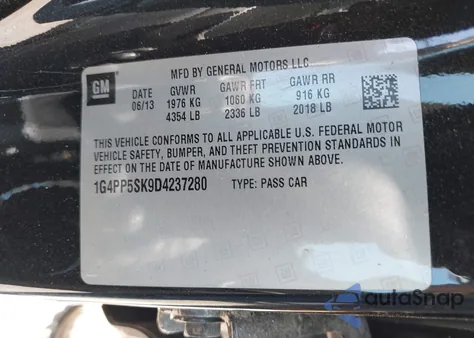 MFD BY GENERAL MOTORS LLC
GM
DATE GVWR GAWR FRT GAWR RR
06/13 1976 KG 1060 KG 916 KG
4354 LB 2336 LB 2018 LB
THIS VEHICLE CONFORMS TO ALL APPLICABLE U.S. FEDERAL MOTOR
VEHICLE SAFETY, BUMPER, AND THEFT PREVENTION STANDARDS IN
EFFECT ON THE DATE OF MANUFACTURE SHOWN ABOVE.
1G4PP5SK9D4237280 TYPE: PASS CAR
autoSnap